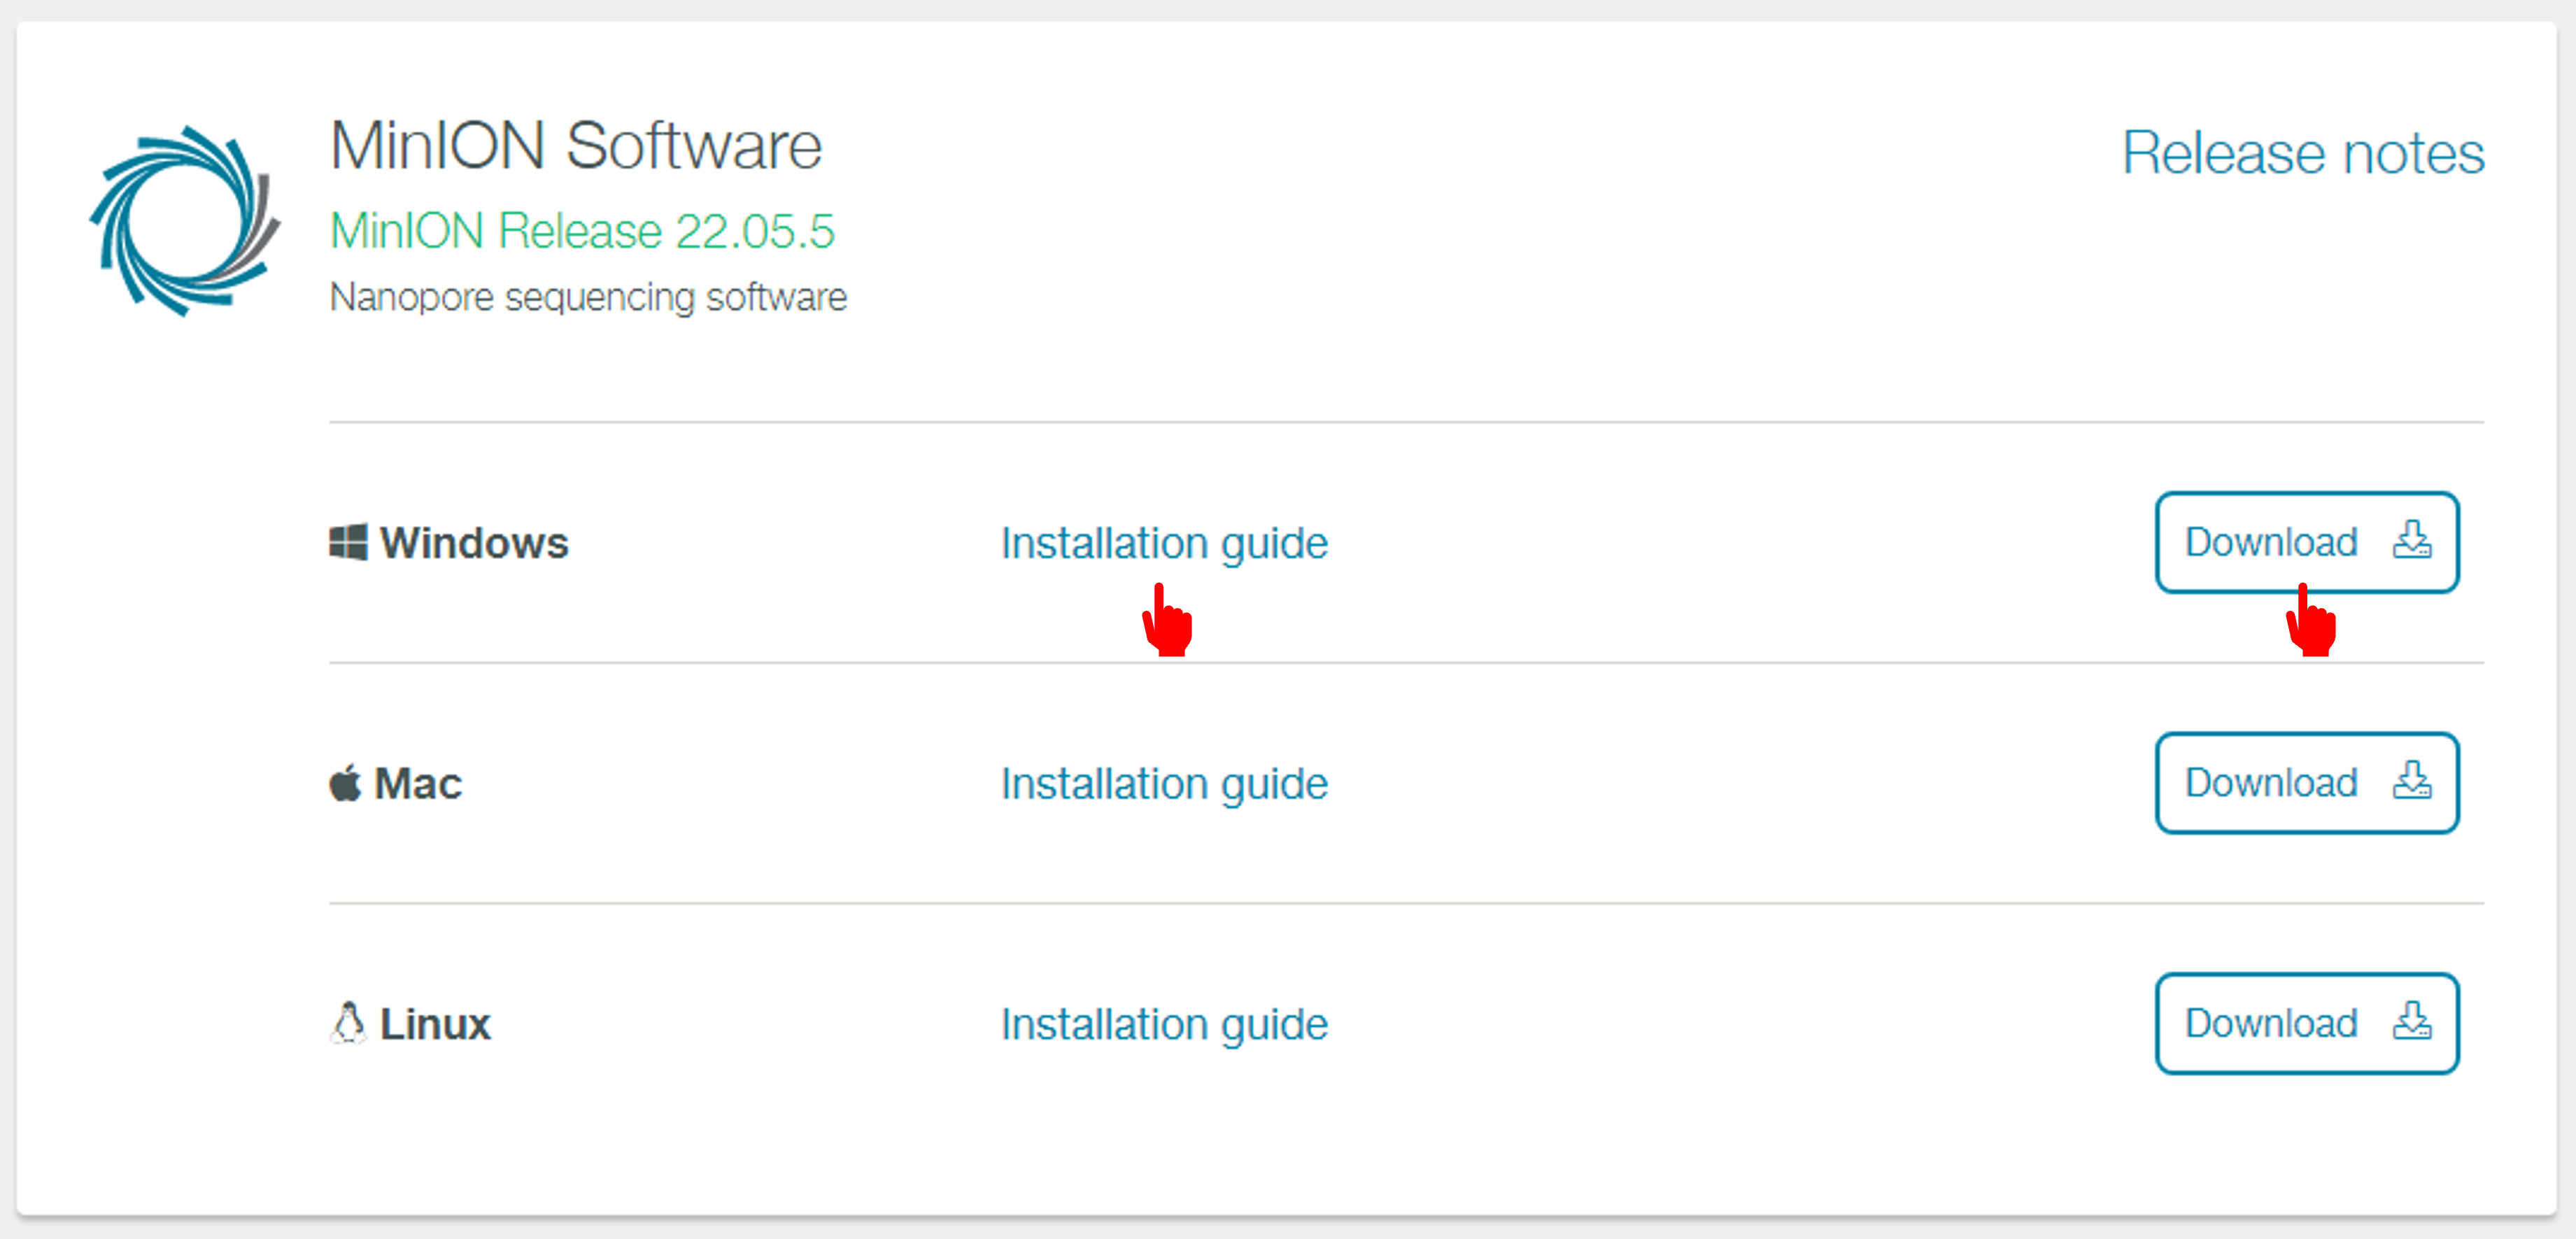 MinION Software
Release notes
MinION Release 22.05.5
Nanopore sequencing software
Windows
Installation guide
Download
Mac
Installation guide
Download
Linux
Installation guide
Download